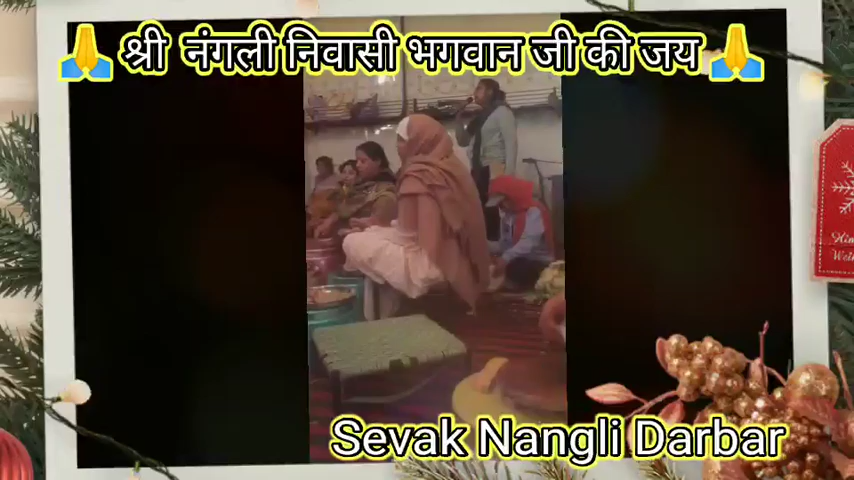 🙏 श्री नंगली निवासी भगवान जी की जय 🙏
Sevak Nangli Darbar